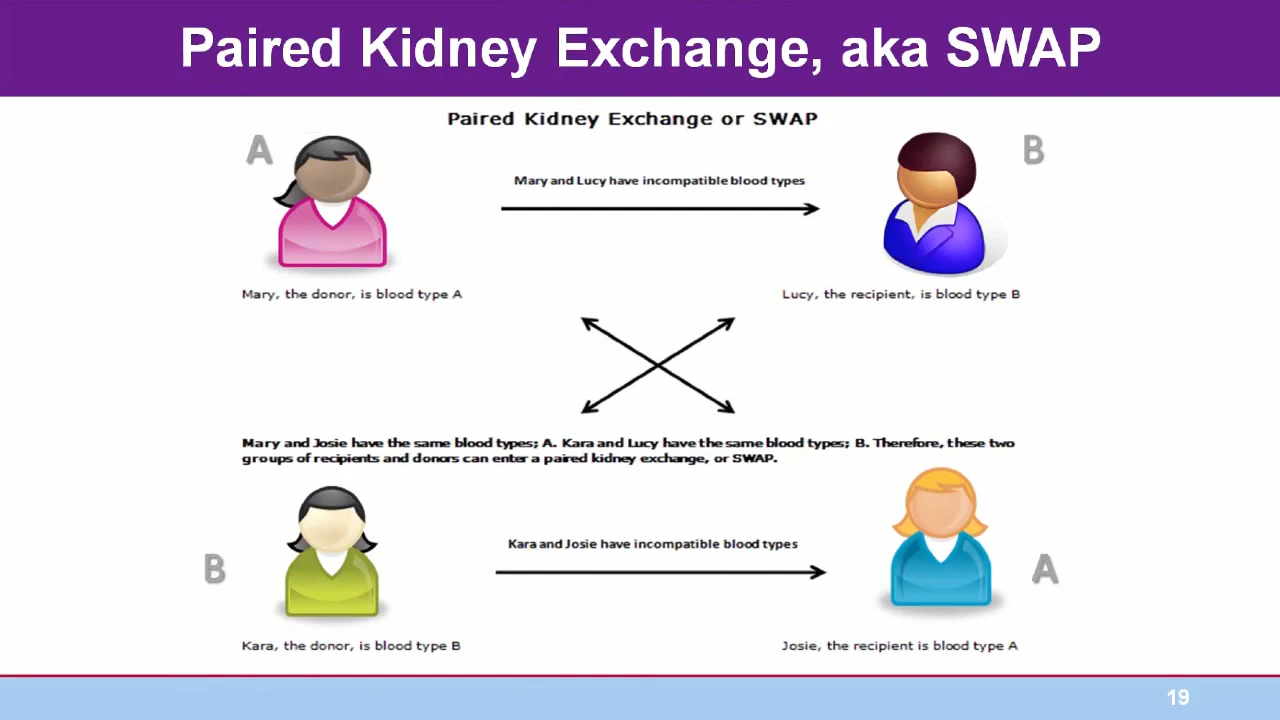 Paired Kidney Exchange, aka SWAP
Paired Kidney Exchange or SWAP
A
B
Mary and Lucy have incompatible blood types
Mary, the donor, is blood type A
Lucy, the recipient, is blood type B
Mary and Josie have the same blood types; A. Kara and Lucy have the same blood types; B. Therefore, these two
groups of recipients and donors can enter a paired kidney exchange, or SWAP.
Kara and Josie have incompatible blood types
B
A
Kara, the donor, is blood type B
Josie, the recipient is blood type A
19